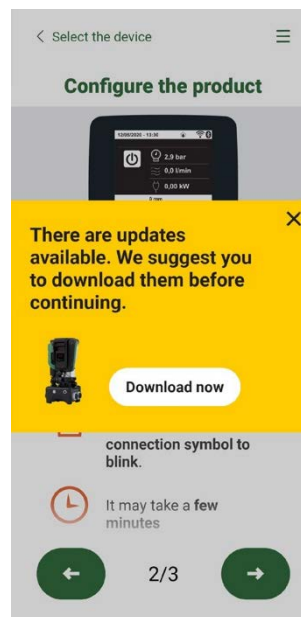 Select the device
Configure the product
12/05/2020 - 13:36
2,9 bar
0,0 l/min
0,00 kW
There are updates
available. We suggest you
to download them before
continuing.
Download now
connection symbol to
blink.
It may take a few
minutes
2/3